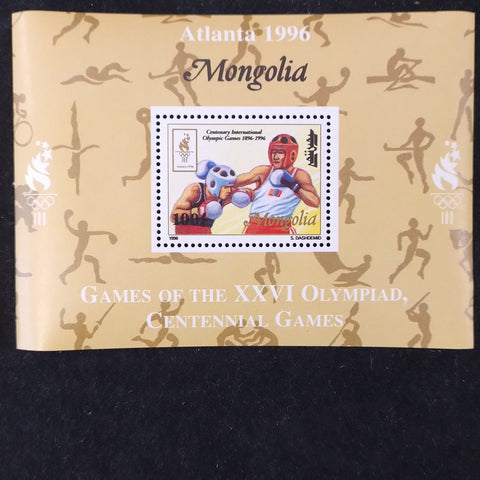 Atlanta 1996
Mongolia
Centenary International
Olympic Games 1896-1996
Mongolia
1996
S. DASHDEMID
GAMES OF THE XXVI OLYMPIAD,
CENTENNIAL GAMES